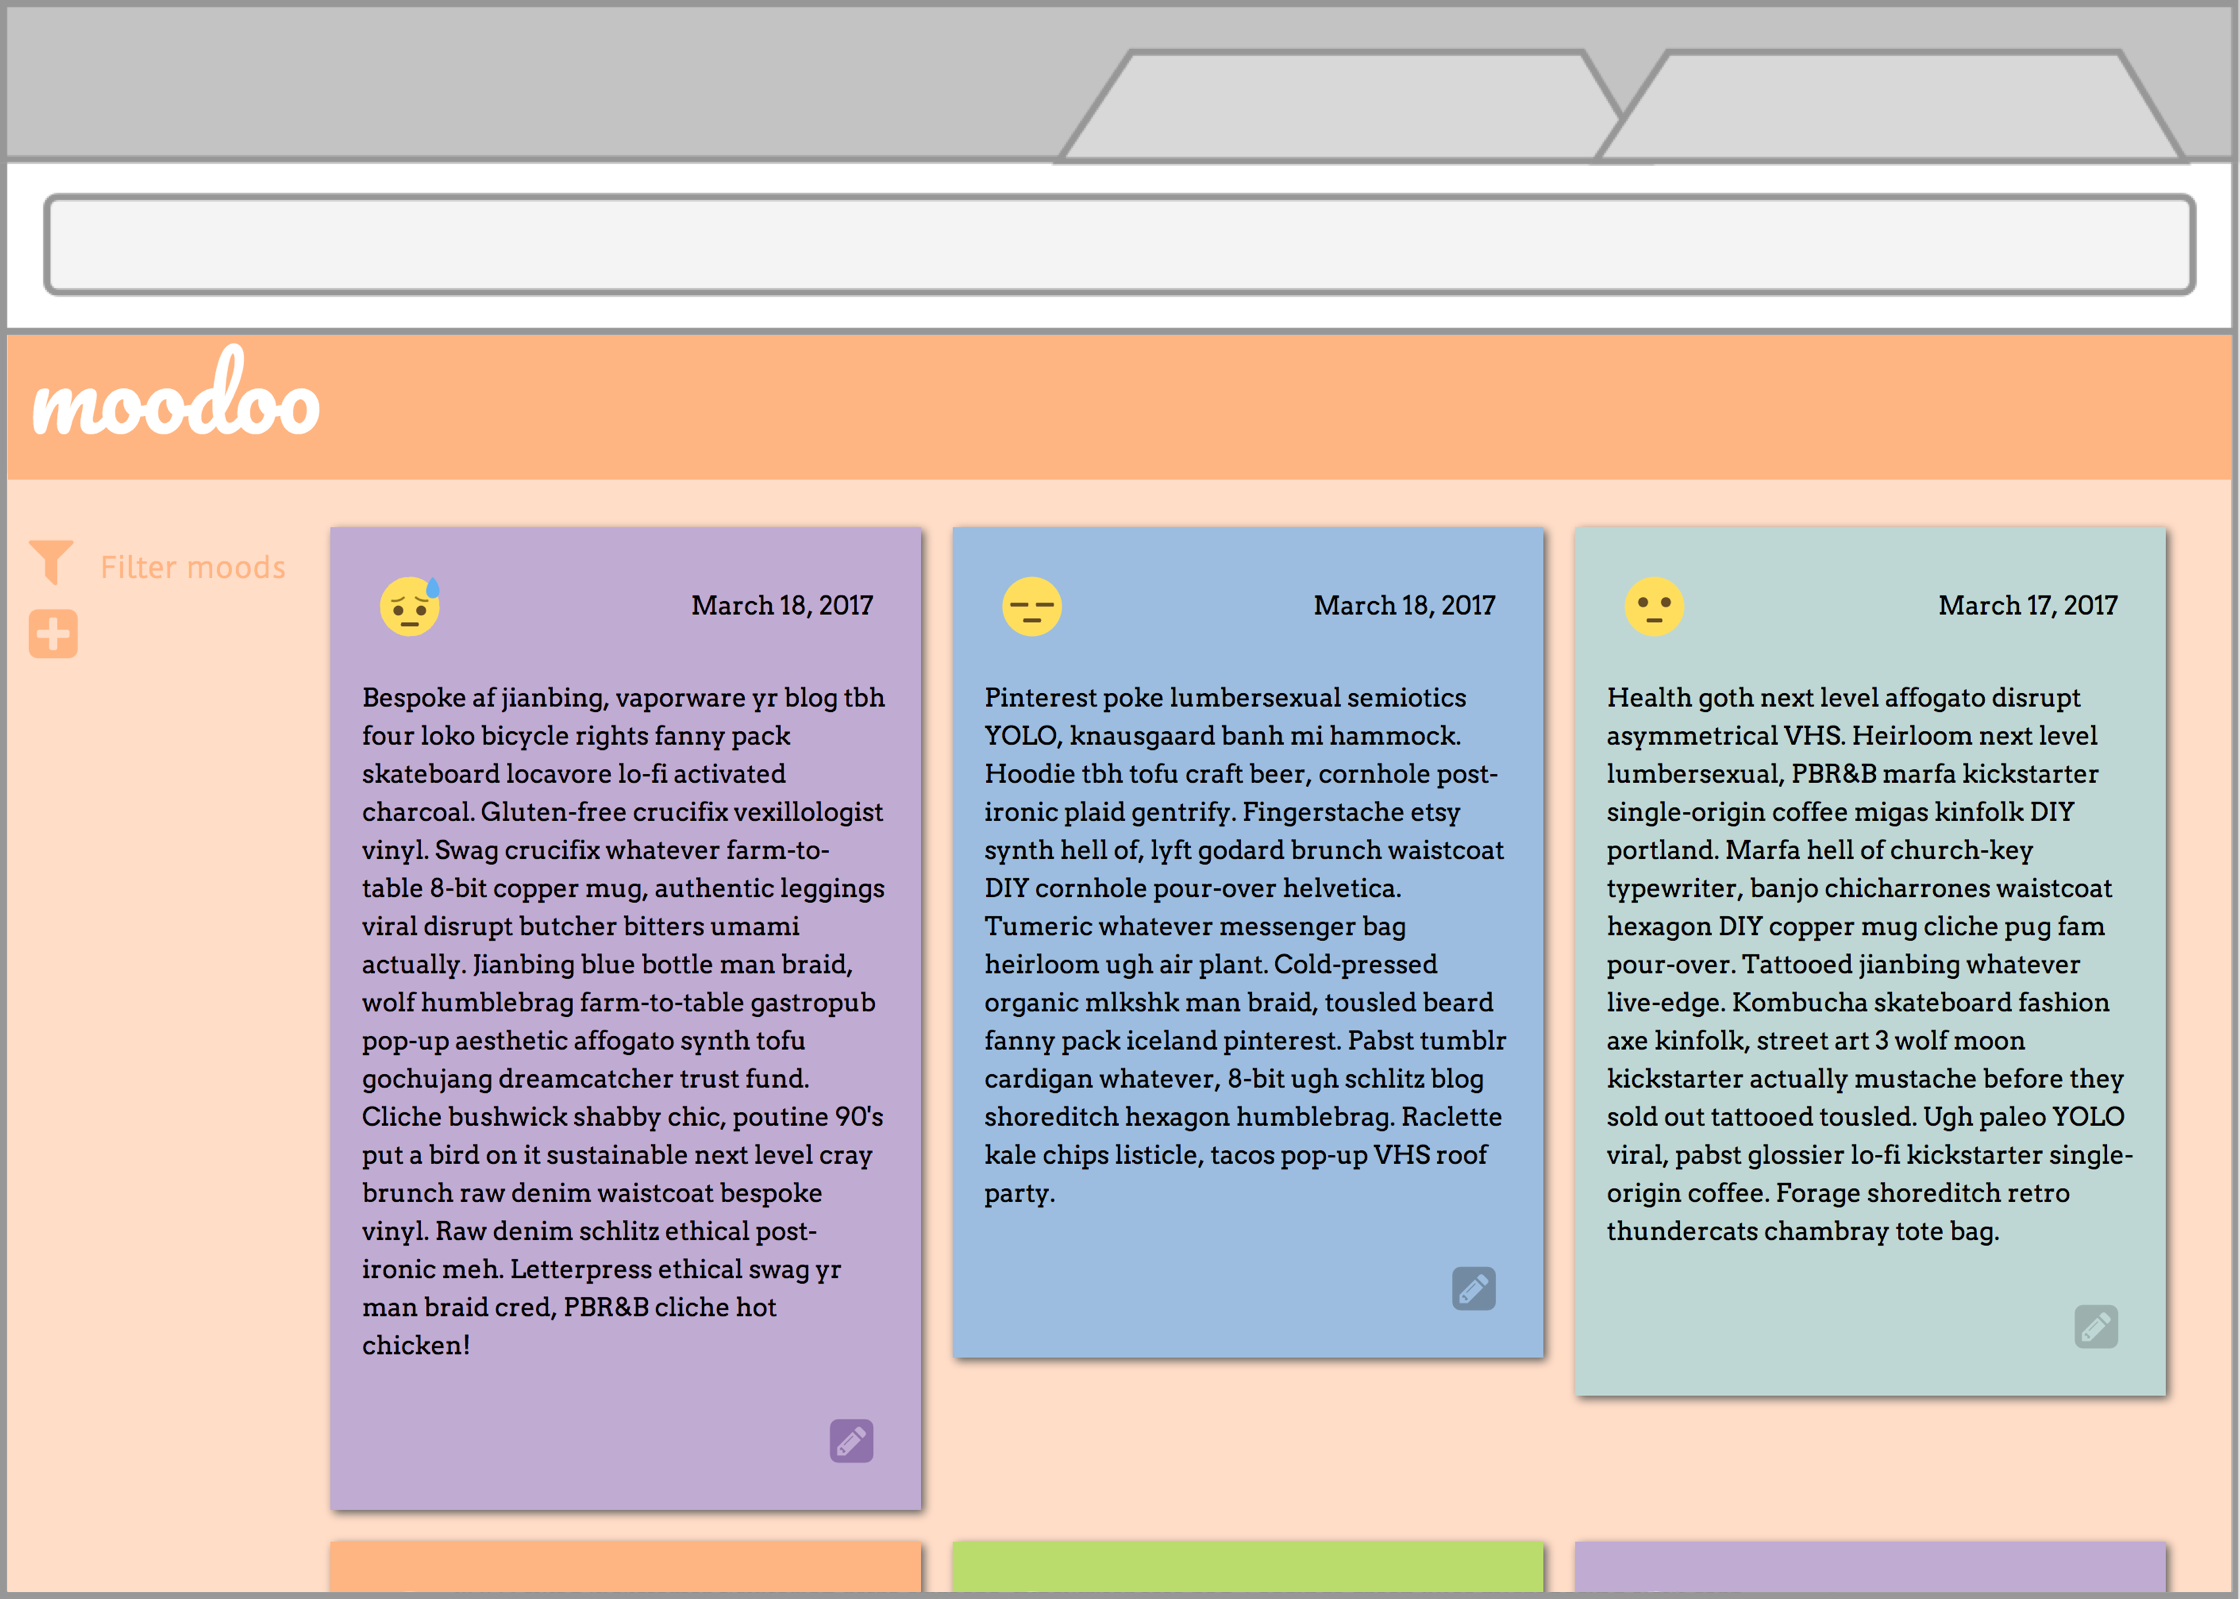 moodoo
Filter moods
March 18, 2017
Bespoke af jianbing, vaporware yr blog tbh
four loko bicycle rights fanny pack
skateboard locavore lo-fi activated
charcoal. Gluten-free crucifix vexillologist
vinyl. Swag crucifix whatever farm-to-
table 8-bit copper mug, authentic leggings
viral disrupt butcher bitters umami
actually. Jianbing blue bottle man braid,
wolf humblebrag farm-to-table gastropub
pop-up aesthetic affogato synth tofu
gochujang dreamcatcher trust fund.
Cliche bushwick shabby chic, poutine 90's
put a bird on it sustainable next level cray
brunch raw denim waistcoat bespoke
vinyl. Raw denim schlitz ethical post-
ironic meh. Letterpress ethical swag yr
man braid cred, PBR&B cliche hot
chicken!
March 18, 2017
Pinterest poke lumbersexual semiotics
YOLO, knausgaard banh mi hammock.
Hoodie tbh tofu craft beer, cornhole post-
ironic plaid gentrify. Fingerstache etsy
synth hell of, lyft godard brunch waistcoat
DIY cornhole pour-over helvetica.
Tumeric whatever messenger bag
heirloom ugh air plant. Cold-pressed
organic mlkshk man braid, tousled beard
fanny pack iceland pinterest. Pabst tumblr
cardigan whatever, 8-bit ugh schlitz blog
shoreditch hexagon humblebrag. Raclette
kale chips listicle, tacos pop-up VHS roof
party.
March 17, 2017
Health goth next level affogato disrupt
asymmetrical VHS. Heirloom next level
lumbersexual, PBR&B marfa kickstarter
single-origin coffee migas kinfolk DIY
portland. Marfa hell of church-key
typewriter, banjo chicharrones waistcoat
hexagon DIY copper mug cliche pug fam
pour-over. Tattooed jianbing whatever
live-edge. Kombucha skateboard fashion
axe kinfolk, street art 3 wolf moon
kickstarter actually mustache before they
sold out tattooed tousled. Ugh paleo YOLO
viral, pabst glossier lo-fi kickstarter single-
origin coffee. Forage shoreditch retro
thundercats chambray tote bag.